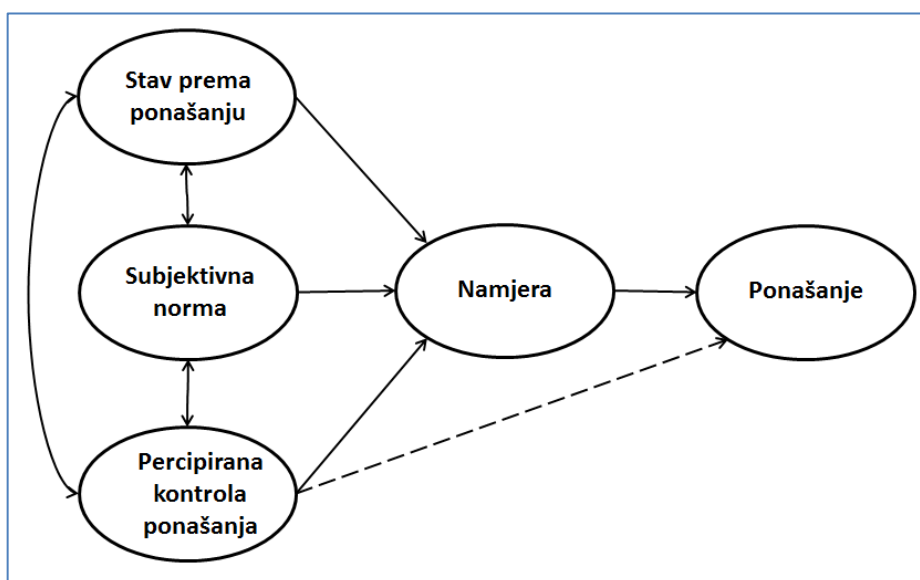 Stav prema
ponašanju
Subjektivna
norma
Namjera
Ponašanje
Percipirana
kontrola
ponašanja